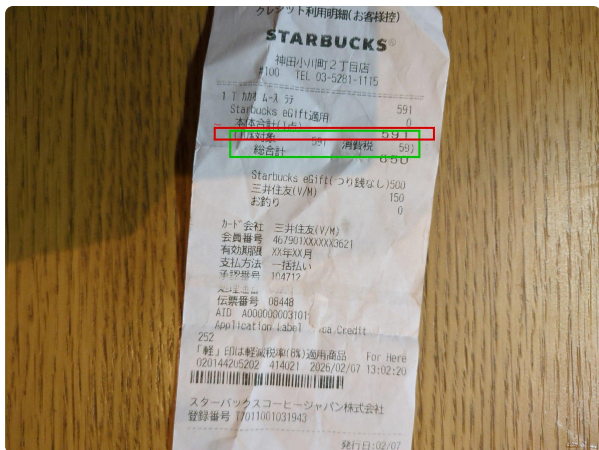 クレジット利用明細(お客様控)
STARBUCKS®
神田小川町2丁目店
#100 TEL 03-5281-1115
1 T カカオ ムース ラテ 591
Starbucks eGift適用 0
本体合計(1点) 591
対象 591 消費税 59)
総合計 650
Starbucks eGift(つり銭なし)500
三井住友(V/M) 150
お釣り 0
カード会社 三井住友(V/M)
会員番号 467901XXXXXX3621
有効期限 XX年XX月
支払方法 一括払い
承認番号 104712
伝票番号 08448
AID A0000000031010
Application Label Credit
252
「軽」印は軽減税率(8%)適用商品 For Here
020144205202 414021 2026/02/07 13:02:20
スターバックスコーヒージャパン株式会社
登録番号 T7011001031943
発行日:02/07